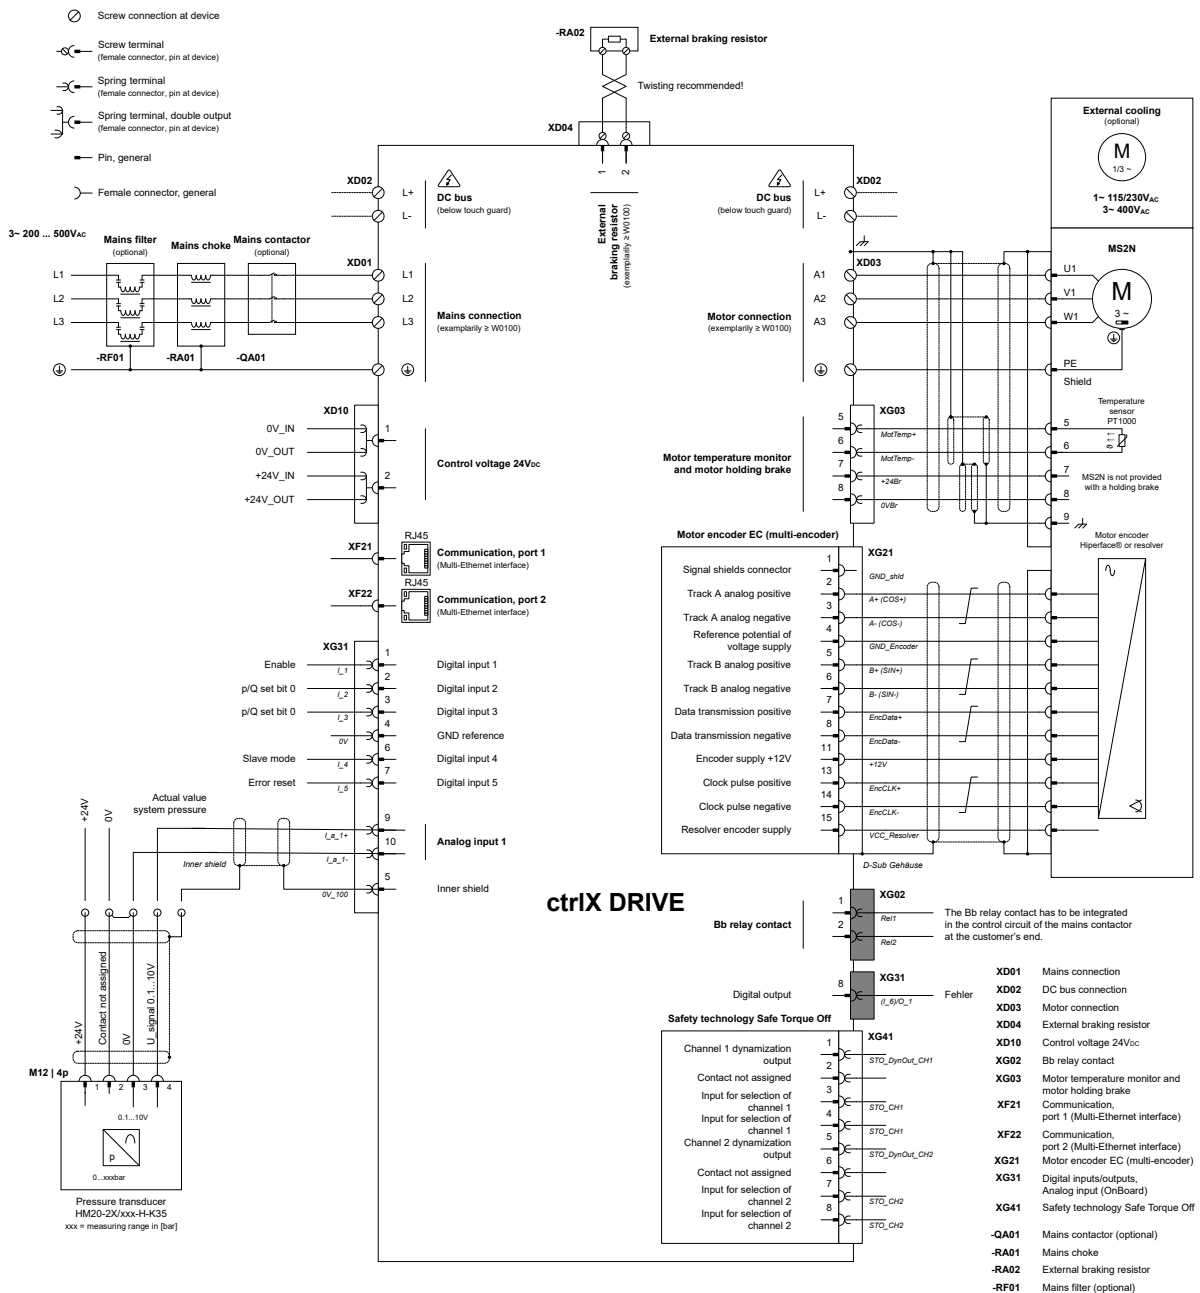 Screw connection at device
Screw terminal
(female connector, pin at device)
Spring terminal
(female connector, pin at device)
Spring terminal, double output
(female connector, pin at device)
Pin, general
Female connector, general
-RA02
External braking resistor
Twisting recommended!
XD04
1
2
External
braking resistor
(exemplarily ≥ W0100)
XD02
L+
L-
DC bus
(below touch guard)
DC bus
(below touch guard)
L+
L-
XD02
External cooling
(optional)
M
1/3 ~
1~ 115/230VAC
3~ 400VAC
3~ 200 ... 500VAC
Mains filter
(optional)
Mains choke
Mains contactor
(optional)
XD01
L1
L2
L3
-RF01
-RA01
-QA01
L1
L2
L3
Mains connection
(examplarily ≥ W0100)
Motor connection
(exemplarily ≥ W0100)
A1
A2
A3
XD03
MS2N
U1
V1
W1
M
3 ~
PE
Shield
XD10
0V_IN
0V_OUT
+24V_IN
+24V_OUT
1
2
Control voltage 24VDC
Motor temperature monitor
and motor holding brake
XG03
5
MotTemp+
6
MotTemp-
7
+24Br
8
0VBr
Temperature
sensor
PT1000
5
6
7
8
9
MS2N is not provided
with a holding brake
XF21
RJ45
Communication, port 1
(Multi-Ethernet interface)
XF22
RJ45
Communication, port 2
(Multi-Ethernet interface)
Motor encoder EC (multi-encoder)
XG21
Motor encoder
Hiperface® or resolver
Signal shields connector
1
GND_shld
Track A analog positive
2
A+ (COS+)
Track A analog negative
3
A- (COS-)
Reference potential of
voltage supply
4
GND_Encoder
Track B analog positive
5
B+ (SIN+)
Track B analog negative
6
B- (SIN-)
Data transmission positive
7
EncData+
Data transmission negative
8
EncData-
Encoder supply +12V
11
+12V
Clock pulse positive
13
EncCLK+
Clock pulse negative
14
EncCLK-
Resolver encoder supply
15
VCC_Resolver
D-Sub Gehäuse
XG31
Enable
I_1
1
Digital input 1
p/Q set bit 0
I_2
2
Digital input 2
p/Q set bit 0
I_3
3
Digital input 3
0V
4
GND reference
Slave mode
I_4
6
Digital input 4
Error reset
I_5
7
Digital input 5
Actual value
system pressure
I_a_1+
9
I_a_1-
10
Analog input 1
Inner shield
0V_100
5
Inner shield
+24V
0V
+24V
Contact not assigned
0V
U_signal 0.1...10V
M12 | 4p
1
2
3
4
0.1...10V
p
0...xxxbar
Pressure transducer
HM20-2X/xxx-H-K35
xxx = measuring range in [bar]
ctrlX DRIVE
Bb relay contact
XG02
1
Rel1
2
Rel2
The Bb relay contact has to be integrated
in the control circuit of the mains contactor
at the customer's end.
Digital output
XG31
8
(I_6)/O_1
Fehler
Safety technology Safe Torque Off
XG41
Channel 1 dynamization
output
1
STO_DynOut_CH1
Contact not assigned
2
Input for selection of
channel 1
3
STO_CH1
Input for selection of
channel 1
4
STO_CH1
Channel 2 dynamization
output
5
STO_DynOut_CH2
Contact not assigned
6
Input for selection of
channel 2
7
STO_CH2
Input for selection of
channel 2
8
STO_CH2
XD01 Mains connection
XD02 DC bus connection
XD03 Motor connection
XD04 External braking resistor
XD10 Control voltage 24VDC
XG02 Bb relay contact
XG03 Motor temperature monitor and
motor holding brake
XF21 Communication,
port 1 (Multi-Ethernet interface)
XF22 Communication,
port 2 (Multi-Ethernet interface)
XG21 Motor encoder EC (multi-encoder)
XG31 Digital inputs/outputs,
Analog input (OnBoard)
XG41 Safety technology Safe Torque Off
-QA01 Mains contactor (optional)
-RA01 Mains choke
-RA02 External braking resistor
-RF01 Mains filter (optional)